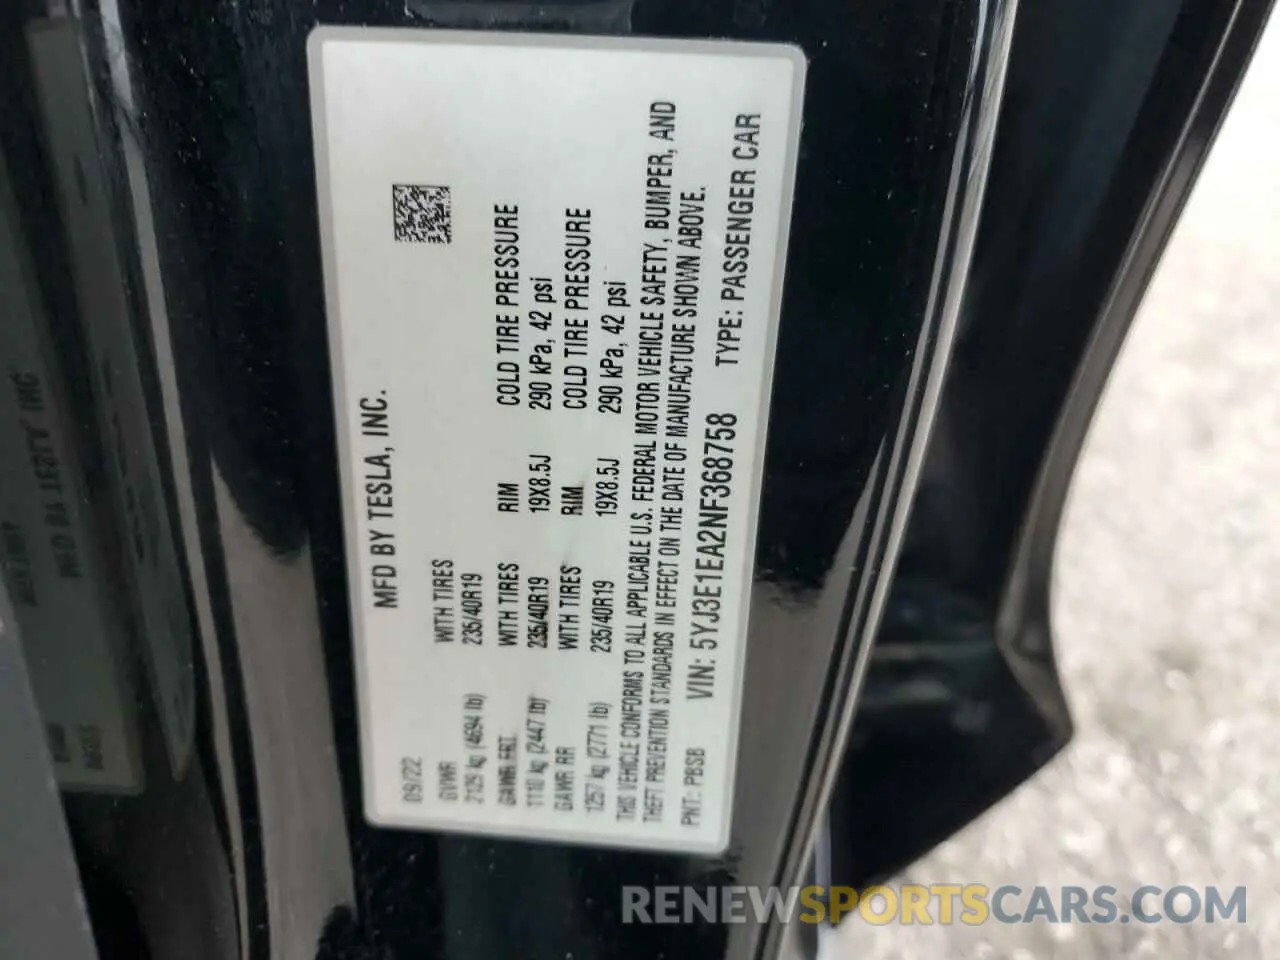 MFD BY TESLA, INC.
09/22
GVWR WITH TIRES
2129 kg (4694 lb) 235/40R19
GAWR FRT WITH TIRES RIM COLD TIRE PRESSURE
1110 kg (2447 lb) 235/40R19 19X8.5J 290 kPa, 42 psi
GAWR RR WITH TIRES RIM COLD TIRE PRESSURE
1257 kg (2771 lb) 235/40R19 19X8.5J 290 kPa, 42 psi
THIS VEHICLE CONFORMS TO ALL APPLICABLE U.S. FEDERAL MOTOR VEHICLE SAFETY, BUMPER, AND
THEFT PREVENTION STANDARDS IN EFFECT ON THE DATE OF MANUFACTURE SHOWN ABOVE.
PNT: PBSB VIN: 5YJ3E1EA2NF368758 TYPE: PASSENGER CAR
RENEWSPORTSCARS.COM